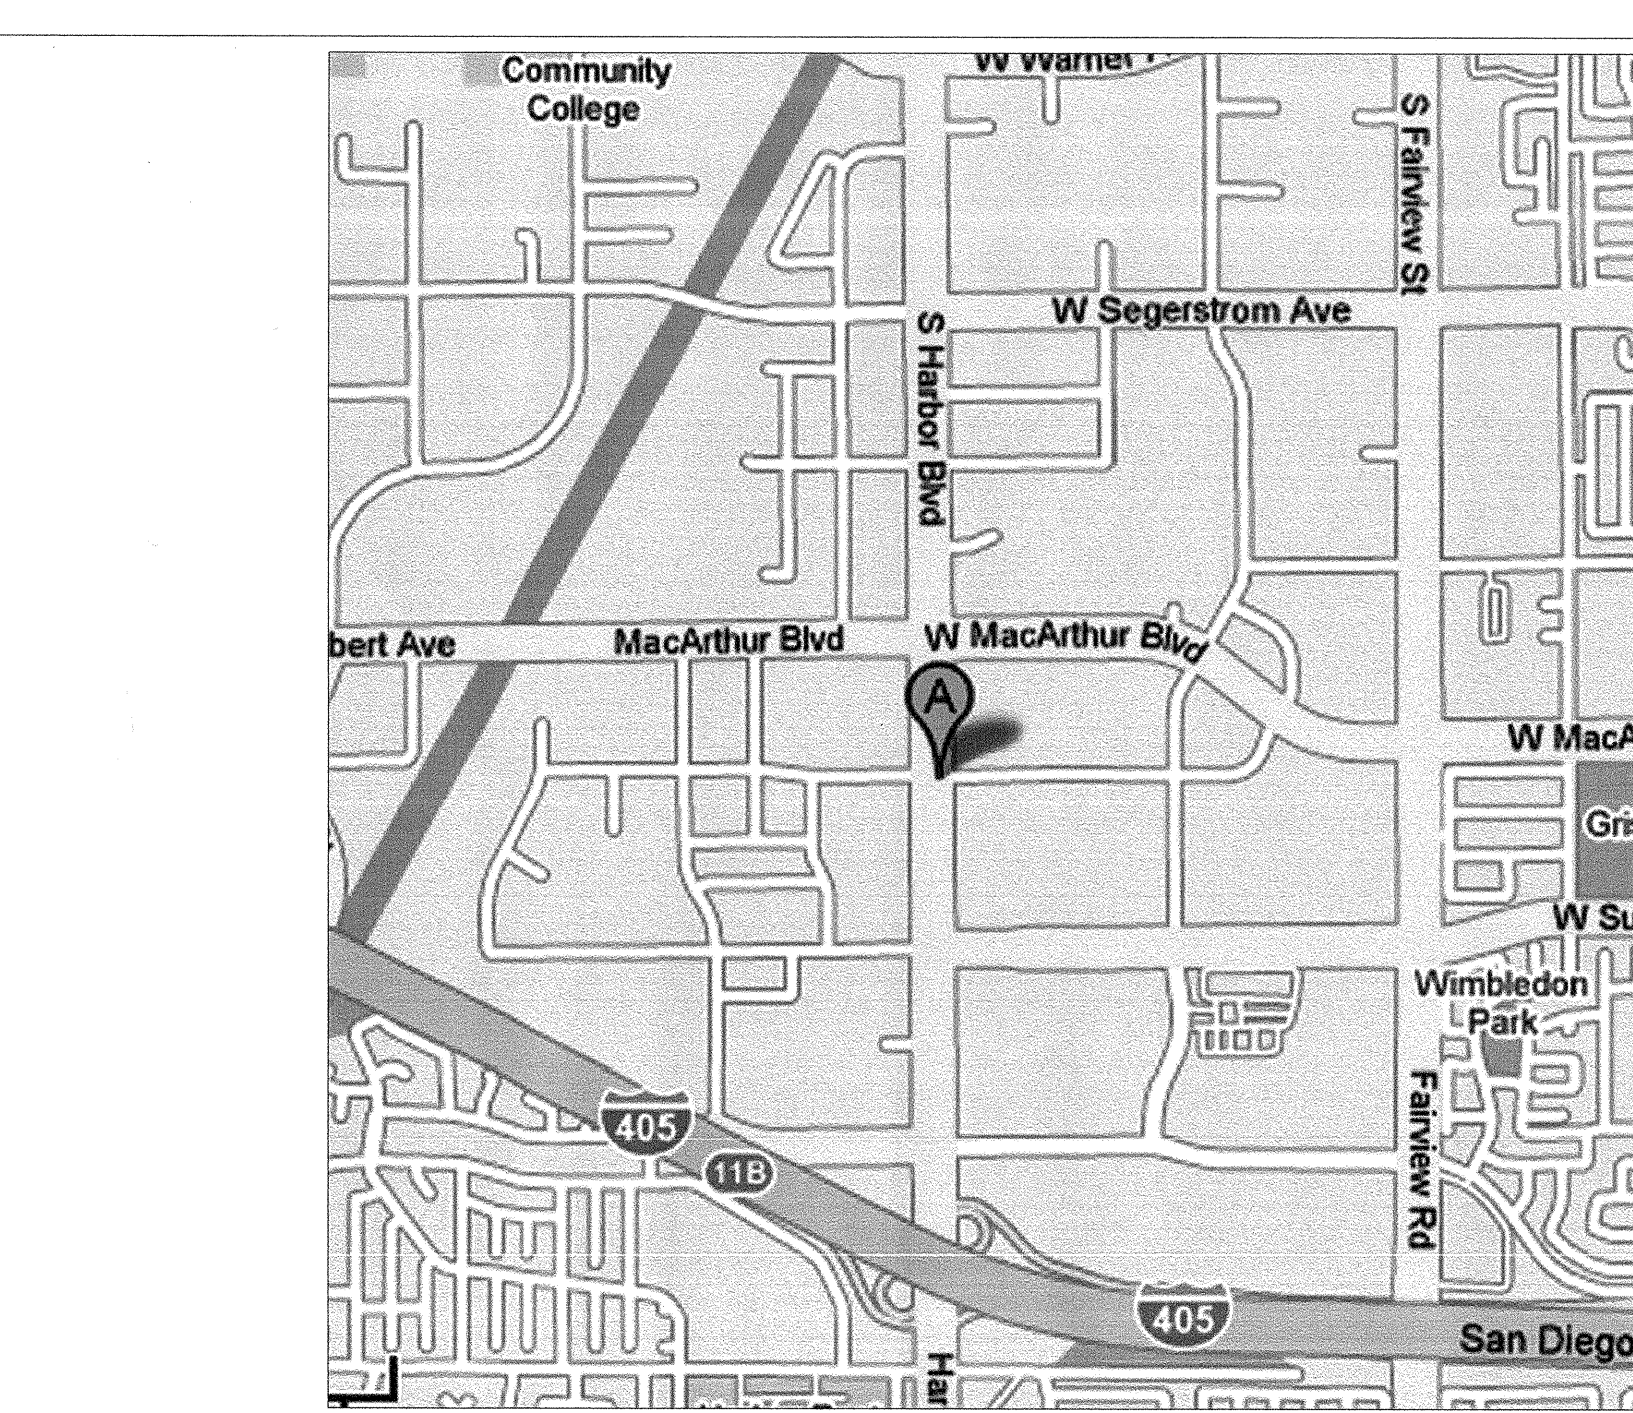 Community
College
W Warner
S Fairview St
W Segerstrom Ave
S Harbor Blvd
bert Ave
MacArthur Blvd
W MacArthur Blvd
A
W MacA
Gri
W Su
Wimbledon
Park
405
11B
Fairview Rd
405
San Diego
Har